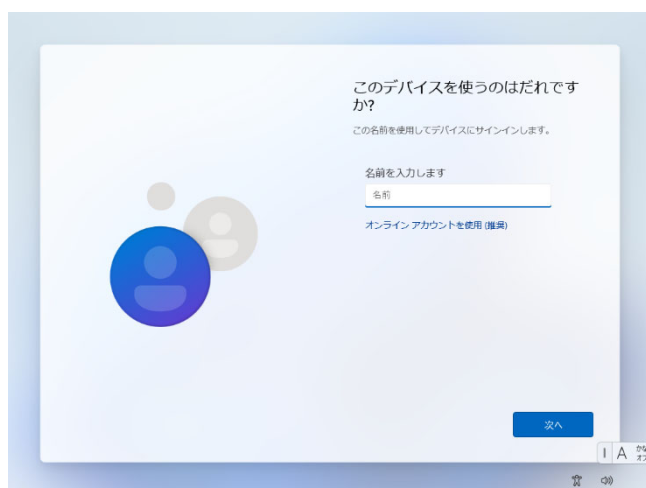 このデバイスを使うのはだれです
か?
この名前を使用してデバイスにサインインします。
名前を入力します
名前
オンライン アカウントを使用 (推奨)
次へ
A